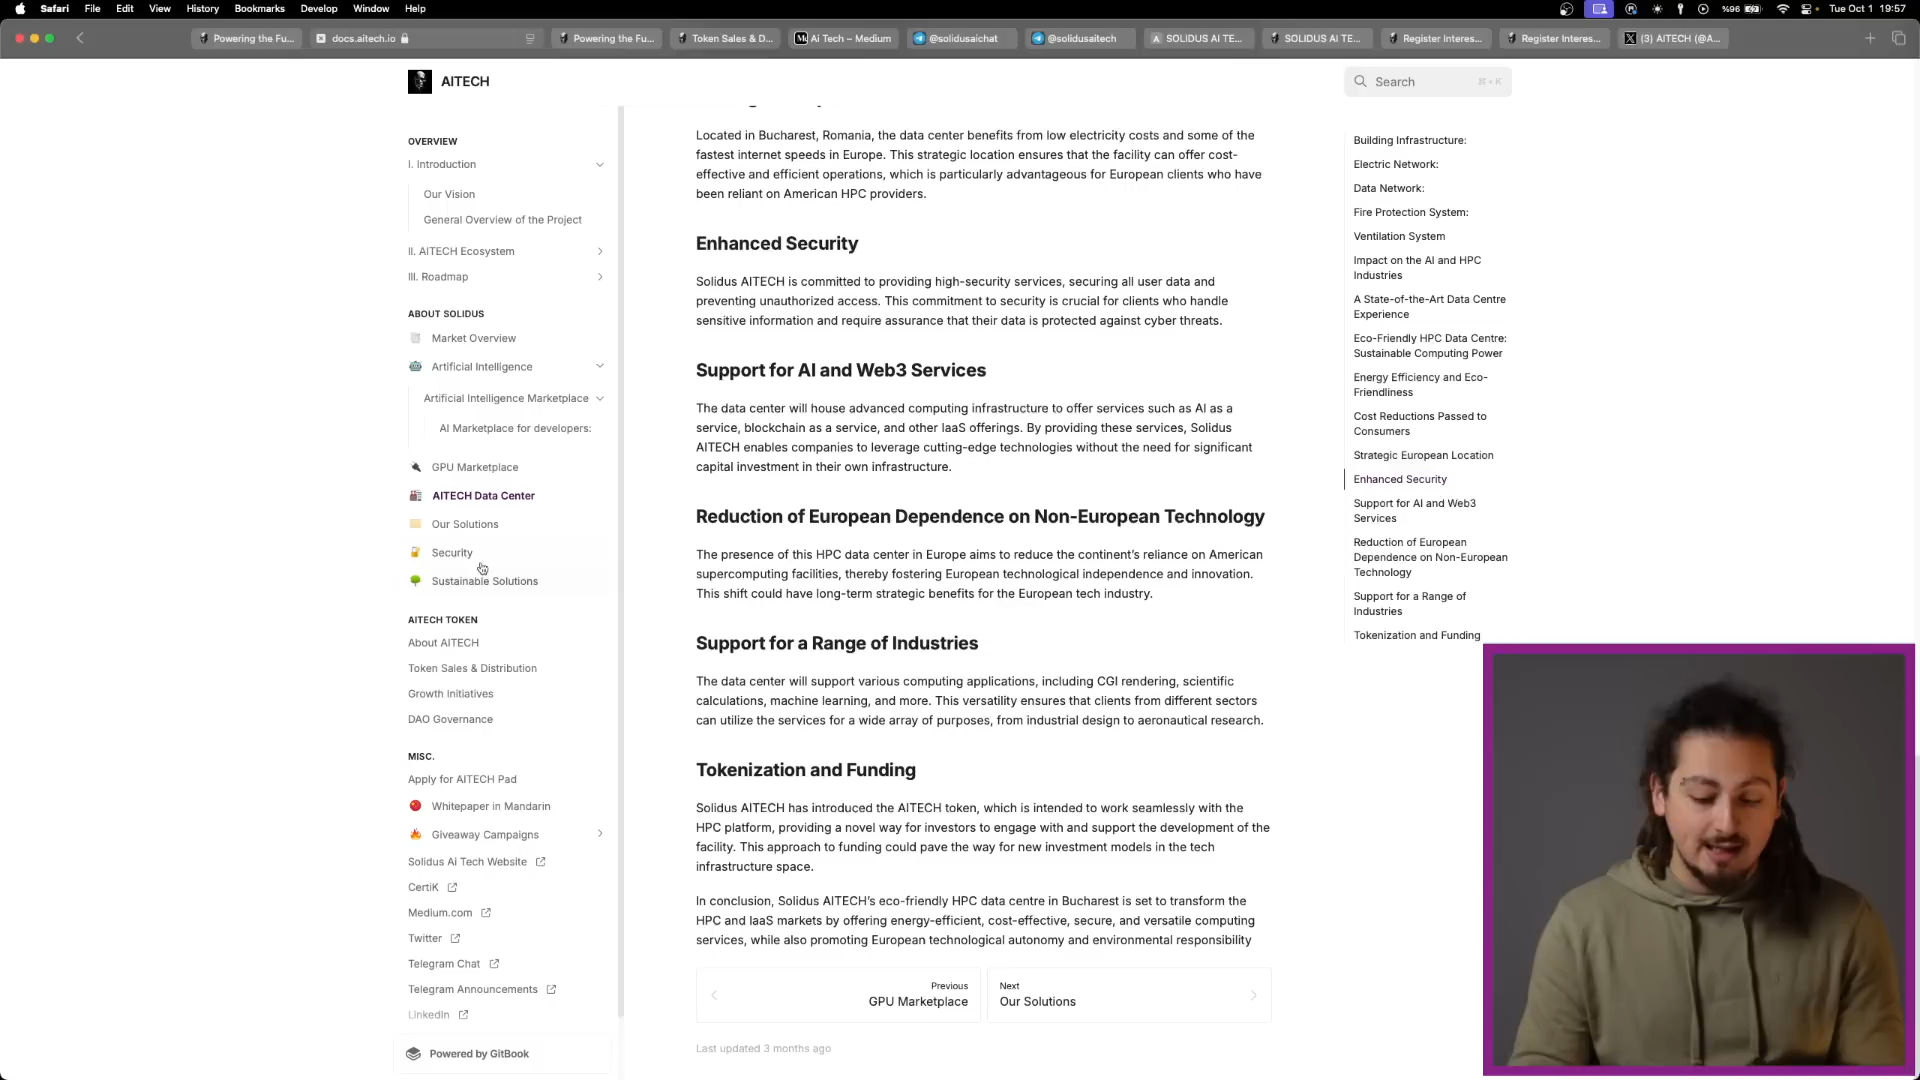 Safari File Edit View History Bookmarks Develop Window Help
%96 Tue Oct 1 19:57
Powering the Fu...
docs.aitech.io
Powering the Fu...
Token Sales & D...
Ai Tech – Medium
@solidusaichat
@solidusaitech
SOLIDUS AI TE...
SOLIDUS AI TE...
Register Interes...
Register Interes...
(3) AITECH (@A...
AITECH
Search ⌘+K
OVERVIEW
I. Introduction
Our Vision
General Overview of the Project
II. AITECH Ecosystem
III. Roadmap
ABOUT SOLIDUS
Market Overview
Artificial Intelligence
Artificial Intelligence Marketplace
AI Marketplace for developers:
GPU Marketplace
AITECH Data Center
Our Solutions
Security
Sustainable Solutions
AITECH TOKEN
About AITECH
Token Sales & Distribution
Growth Initiatives
DAO Governance
MISC.
Apply for AITECH Pad
Whitepaper in Mandarin
Giveaway Campaigns
Solidus Ai Tech Website
CertiK
Medium.com
Twitter
Telegram Chat
Telegram Announcements
LinkedIn
Powered by GitBook
Located in Bucharest, Romania, the data center benefits from low electricity costs and some of the
fastest internet speeds in Europe. This strategic location ensures that the facility can offer cost-
effective and efficient operations, which is particularly advantageous for European clients who have
been reliant on American HPC providers.
Enhanced Security
Solidus AITECH is committed to providing high-security services, securing all user data and
preventing unauthorized access. This commitment to security is crucial for clients who handle
sensitive information and require assurance that their data is protected against cyber threats.
Support for AI and Web3 Services
The data center will house advanced computing infrastructure to offer services such as AI as a
service, blockchain as a service, and other IaaS offerings. By providing these services, Solidus
AITECH enables companies to leverage cutting-edge technologies without the need for significant
capital investment in their own infrastructure.
Reduction of European Dependence on Non-European Technology
The presence of this HPC data center in Europe aims to reduce the continent's reliance on American
supercomputing facilities, thereby fostering European technological independence and innovation.
This shift could have long-term strategic benefits for the European tech industry.
Support for a Range of Industries
The data center will support various computing applications, including CGI rendering, scientific
calculations, machine learning, and more. This versatility ensures that clients from different sectors
can utilize the services for a wide array of purposes, from industrial design to aeronautical research.
Tokenization and Funding
Solidus AITECH has introduced the AITECH token, which is intended to work seamlessly with the
HPC platform, providing a novel way for investors to engage with and support the development of the
facility. This approach to funding could pave the way for new investment models in the tech
infrastructure space.
In conclusion, Solidus AITECH's eco-friendly HPC data centre in Bucharest is set to transform the
HPC and IaaS markets by offering energy-efficient, cost-effective, secure, and versatile computing
services, while also promoting European technological autonomy and environmental responsibility
Previous
GPU Marketplace
Next
Our Solutions
Last updated 3 months ago
Building Infrastructure:
Electric Network:
Data Network:
Fire Protection System:
Ventilation System
Impact on the AI and HPC
Industries
A State-of-the-Art Data Centre
Experience
Eco-Friendly HPC Data Centre:
Sustainable Computing Power
Energy Efficiency and Eco-
Friendliness
Cost Reductions Passed to
Consumers
Strategic European Location
Enhanced Security
Support for AI and Web3
Services
Reduction of European
Dependence on Non-European
Technology
Support for a Range of
Industries
Tokenization and Funding